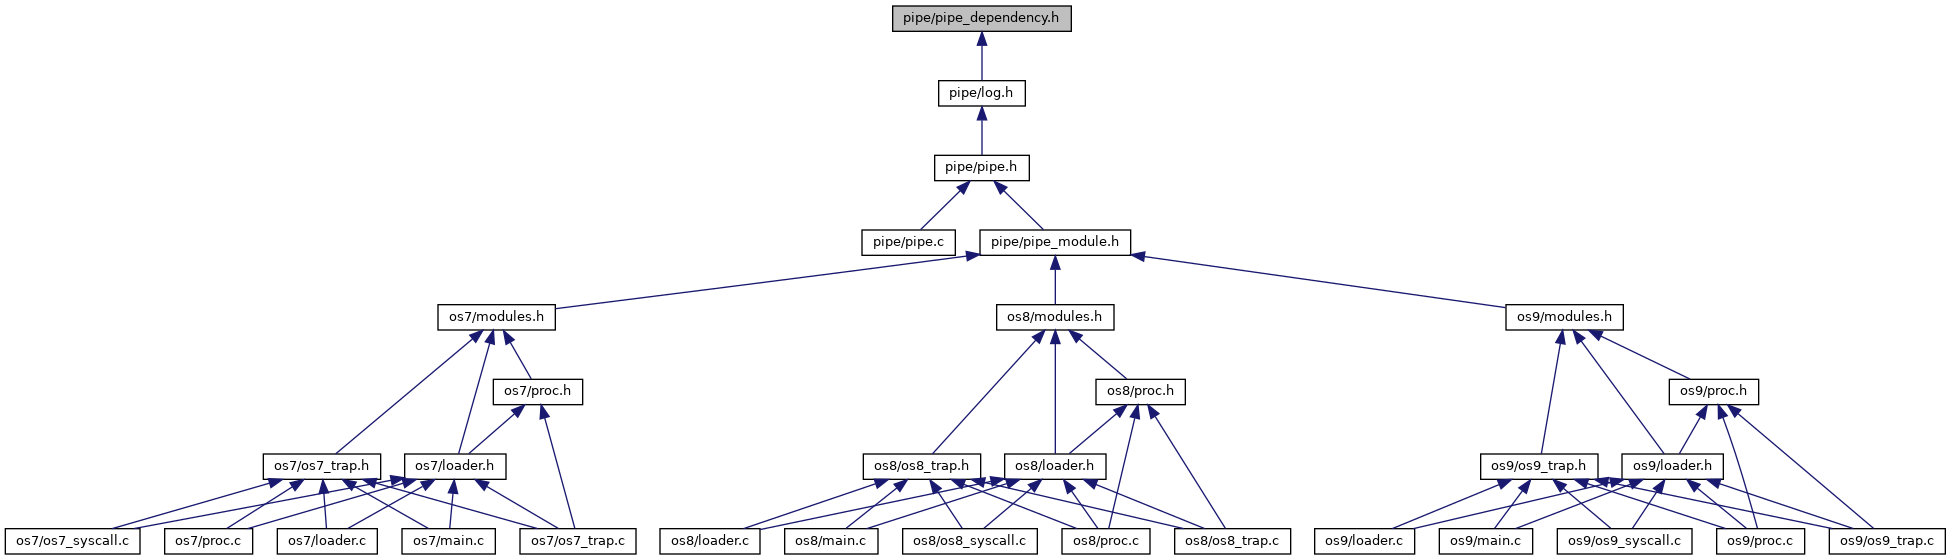 pipe/pipe_dependency.h
pipe/log.h
pipe/pipe.h
pipe/pipe.c
pipe/pipe_module.h
os7/modules.h
os8/modules.h
os9/modules.h
os7/proc.h
os8/proc.h
os9/proc.h
os7/os7_trap.h
os7/loader.h
os8/os8_trap.h
os8/loader.h
os9/os9_trap.h
os9/loader.h
os7/os7_syscall.c
os7/proc.c
os7/loader.c
os7/main.c
os7/os7_trap.c
os8/loader.c
os8/main.c
os8/os8_syscall.c
os8/proc.c
os8/os8_trap.c
os9/loader.c
os9/main.c
os9/os9_syscall.c
os9/proc.c
os9/os9_trap.c